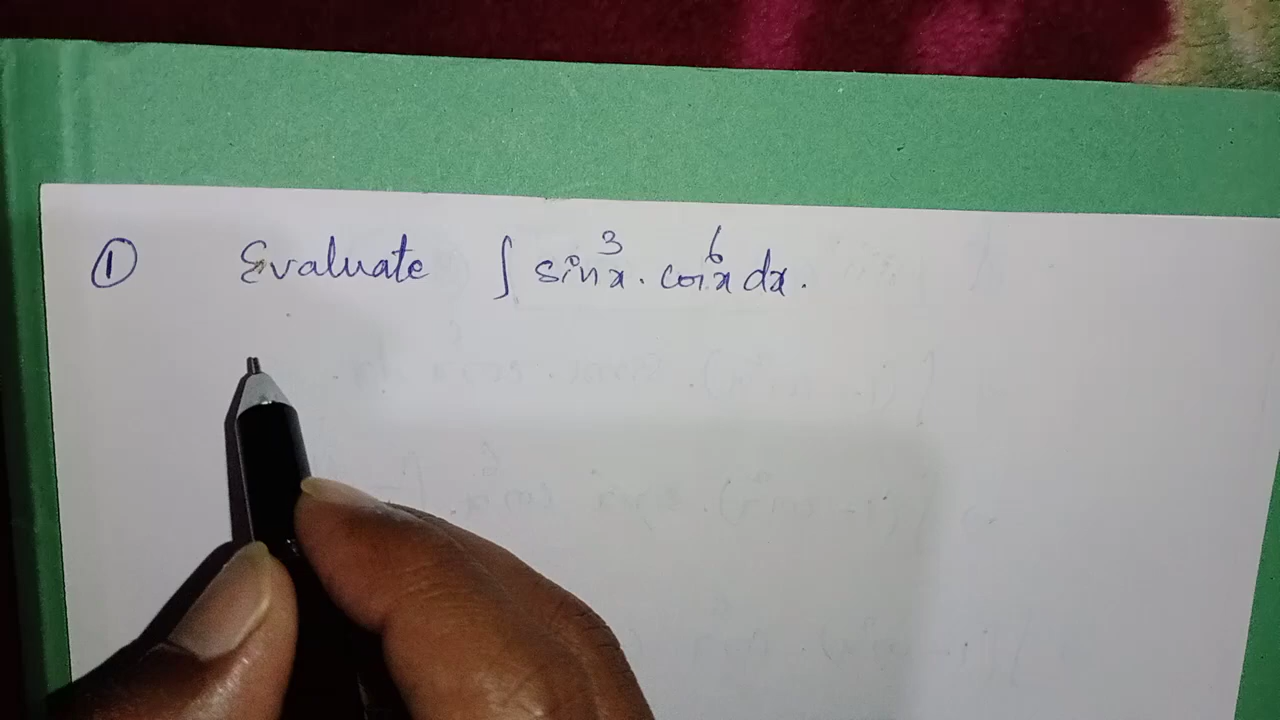 ① Evaluate ∫ sin³x . cos⁶x dx.